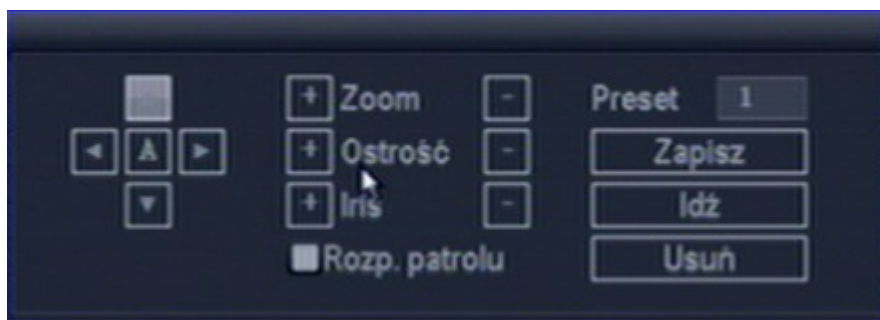 + Zoom - Preset 1
A + Ostrość - Zapisz
+ Iris - Idź
Rozp. patrolu Usuń